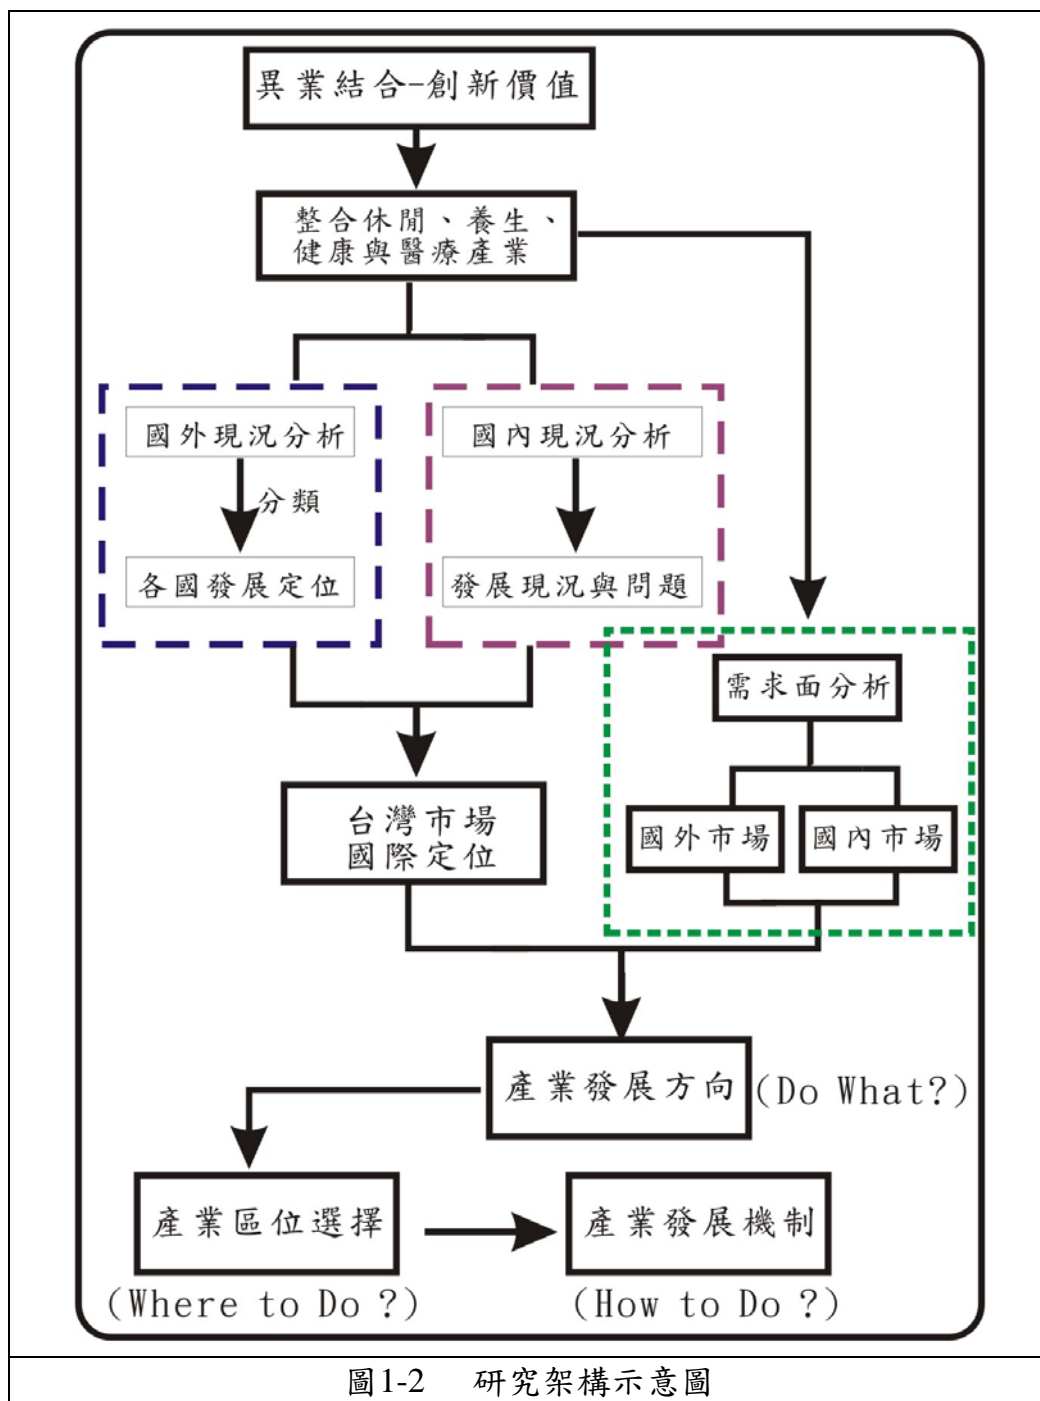 異業結合-創新價值
整合休閒、養生、
健康與醫療產業
國外現況分析
分類
各國發展定位
國內現況分析
發展現況與問題
需求面分析
國外市場
國內市場
台灣市場
國際定位
產業發展方向
(Do What?)
產業區位選擇
(Where to Do ?)
產業發展機制
(How to Do ?)
圖1-2 研究架構示意圖